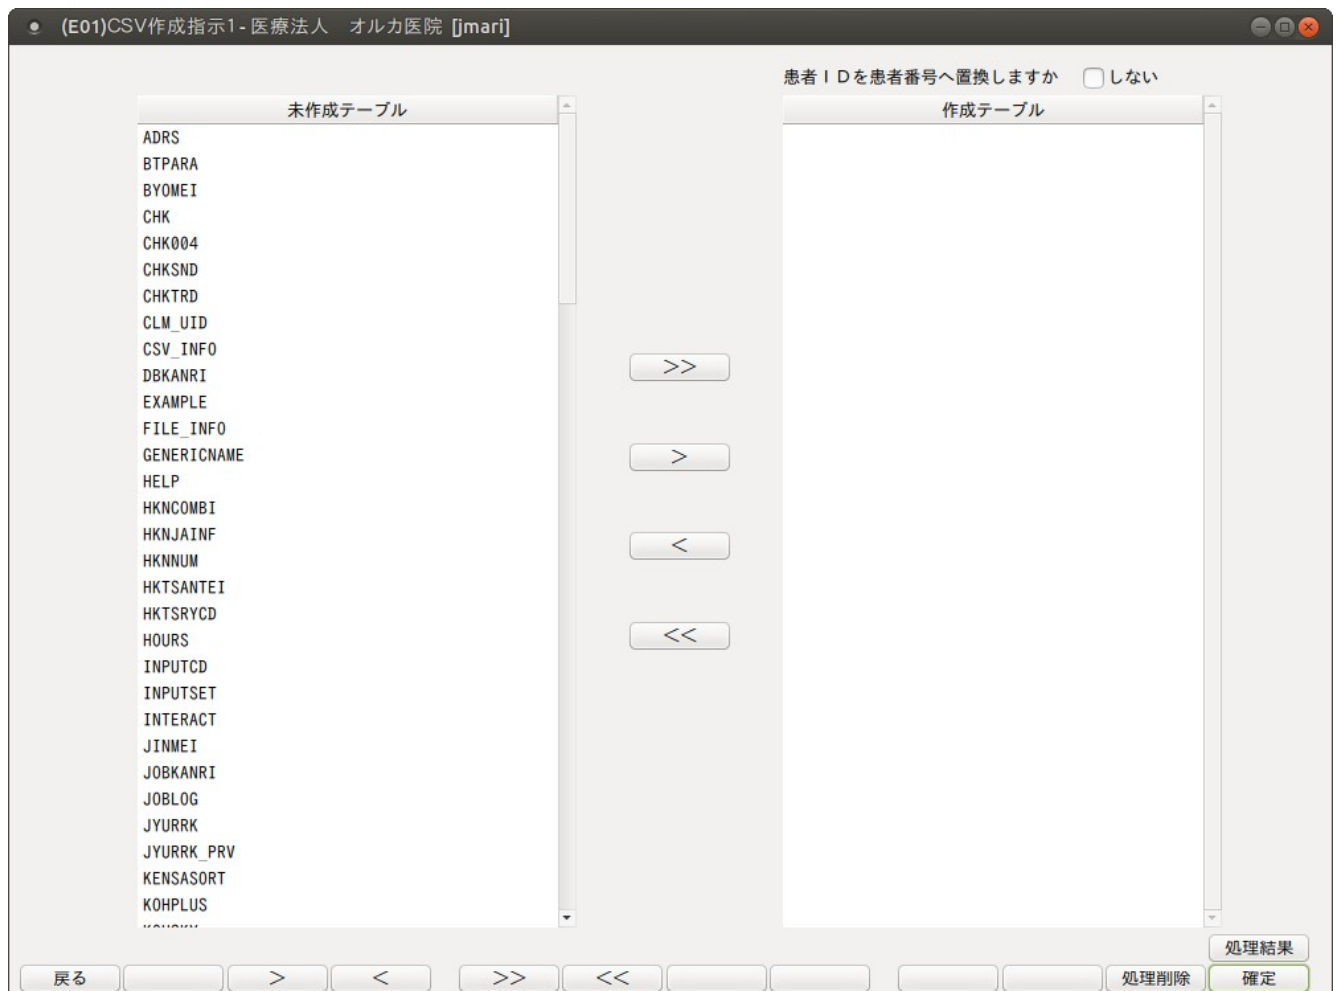 (E01)CSV作成指示1 - 医療法人　オルカ医院 [jmari]
患者ＩＤを患者番号へ置換しますか しない
未作成テーブル
作成テーブル
ADRS
BTPARA
BYOMEI
CHK
CHK004
CHKSND
CHKTRD
CLM_UID
CSV_INFO
DBKANRI
EXAMPLE
FILE_INFO
GENERICNAME
HELP
HKNCOMBI
HKNJAINF
HKNNUM
HKTSANTEI
HKTSRYCD
HOURS
INPUTCD
INPUTSET
INTERACT
JINMEI
JOBKANRI
JOBLOG
JYURRK
JYURRK_PRV
KENSASORT
KOHPLUS
>>
>
<
<<
処理結果
戻る > < >> << 処理削除 確定